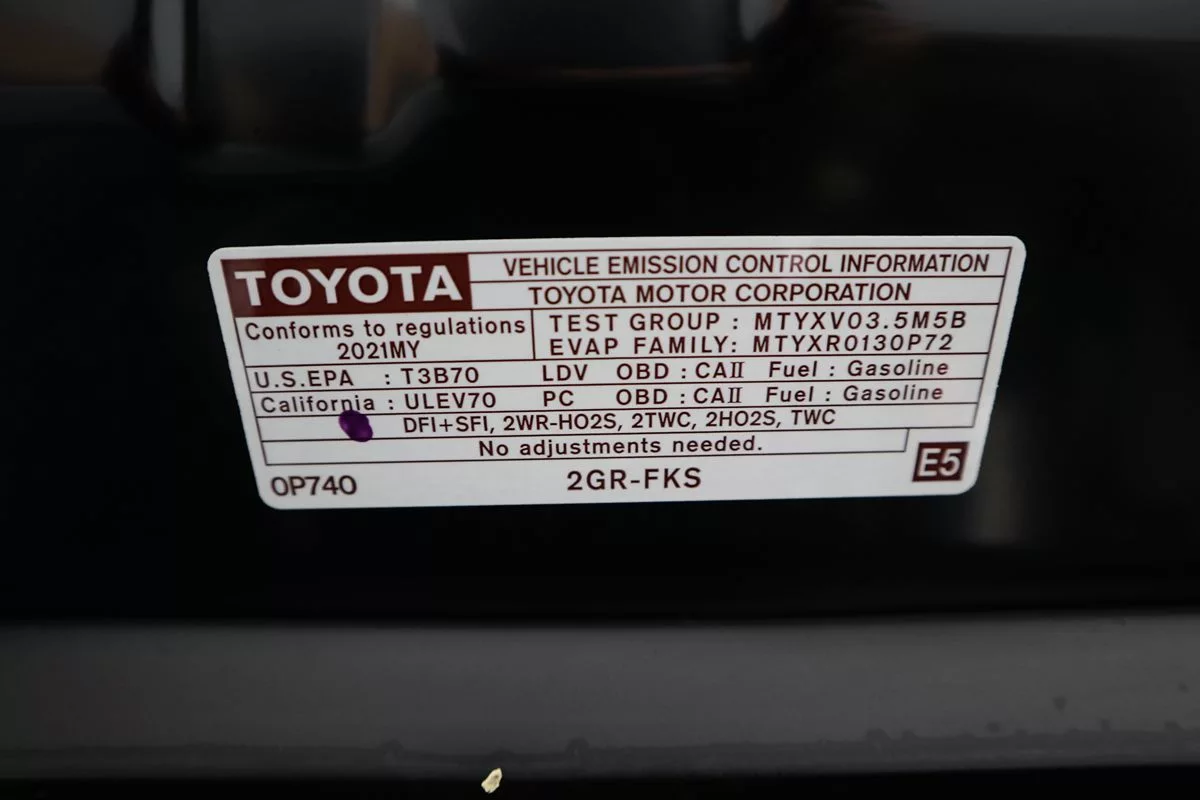 TOYOTA
VEHICLE EMISSION CONTROL INFORMATION
TOYOTA MOTOR CORPORATION
Conforms to regulations
2021MY
TEST GROUP : MTYXV03.5M5B
EVAP FAMILY: MTYXR0130P72
U.S.EPA : T3B70 LDV OBD : CAII Fuel : Gasoline
California : ULEV70 PC OBD : CAII Fuel : Gasoline
DFI+SFI, 2WR-HO2S, 2TWC, 2HO2S, TWC
No adjustments needed.
E5
0P740
2GR-FKS